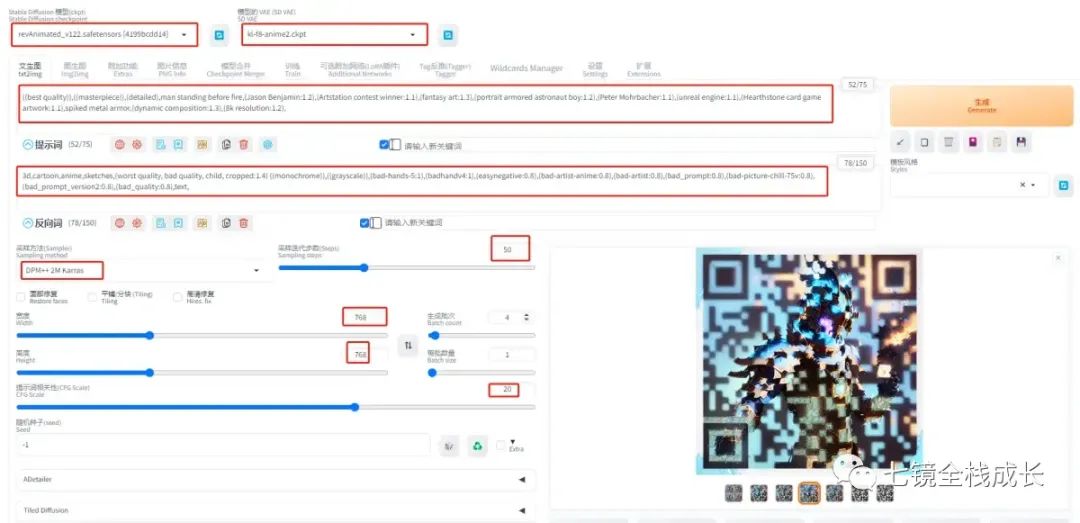 Stable Diffusion 模型(ckpt)
Stable Diffusion checkpoint
模型的 VAE (SD VAE)
SD VAE
revAnimated_v122.safetensors [4199bcdd14]
kl-f8-anime2.ckpt
文生图 图生图 附加功能 图片信息 模型合并 训练 可选附加网络(LoRA插件) Tag反推(Tagger) Wildcards Manager 设置 扩展
txt2img img2img Extras PNG Info Checkpoint Merger Train Additional Networks Tagger Settings Extensions
((best quality)),((masterpiece)),(detailed),man standing before fire,(Jason Benjamin:1.2),(Artstation contest winner:1.1),(fantasy art:1.3),(portrait armored astronaut boy:1.2),(Peter Mohrbacher:1.1),(unreal engine:1.1),(Hearthstone card game
artwork:1.1),spiked metal armor,(dynamic composition:1.3),(8k resolution:1.2),
52/75
生成
Generate
提示词 (52/75)
请输入新关键词
78/150
模板风格
Styles
3d,cartoon,anime,sketches,(worst quality, bad quality, child, cropped:1.4) ((monochrome)),((grayscale)),(bad-hands-5:1),(badhandv4:1),(easynegative:0.8),(bad-artist-anime:0.8),(bad-artist:0.8),(bad_prompt:0.8),(bad-picture-chill-75v:0.8),
(bad_prompt_version2:0.8),(bad_quality:0.8),text,
反向词 (78/150)
请输入新关键词
采样方法(Sampler)
Sampling method
采样迭代步数(Steps)
Sampling steps
50
DPM++ 2M Karras
面部修复
Restore faces
平铺/分块 (Tiling)
Tiling
高清修复
Hires. fix
宽度
Width
768
生成批次
Batch count
4
高度
Height
768
每批数量
Batch size
1
提示词相关性(CFG Scale)
CFG Scale
20
随机种子(seed)
Seed
-1
Extra
ADetailer
Tiled Diffusion
七镜全栈成长